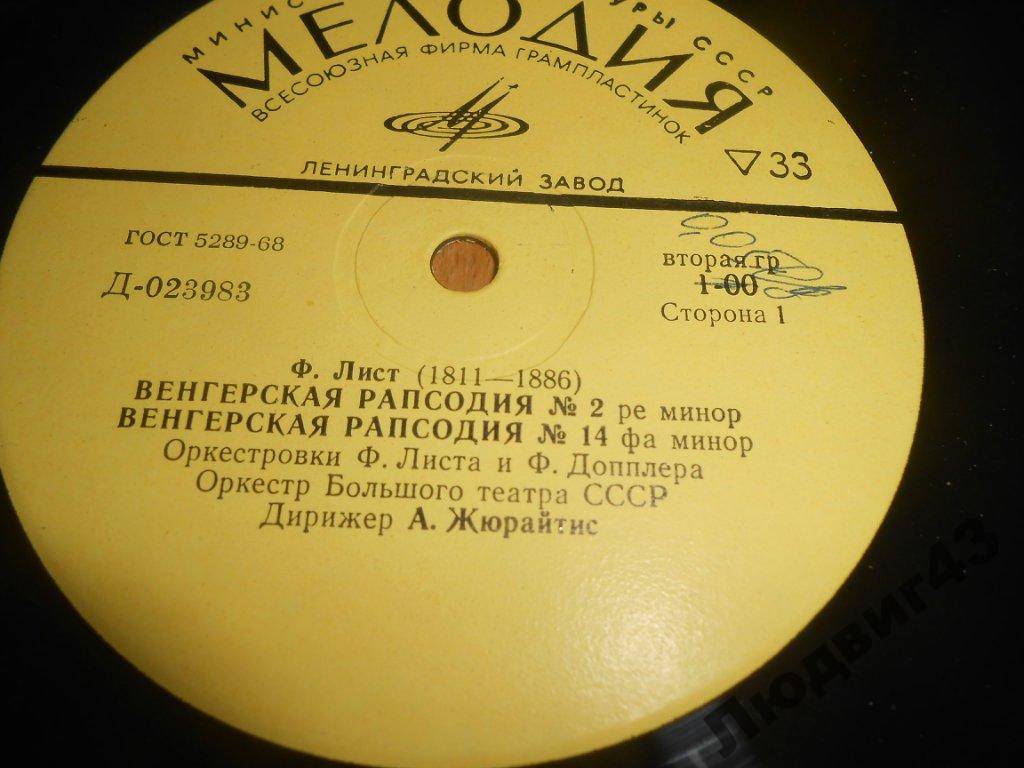 МИНИС
УРЫ СССР
МЕЛОДИЯ
ВСЕСОЮЗНАЯ ФИРМА ГРАМПЛАСТИНОК
33
ЛЕНИНГРАДСКИЙ ЗАВОД
ГОСТ 5289-68
Д-023983
вторая гр
1-00
Сторона 1
Ф. Лист (1811—1886)
ВЕНГЕРСКАЯ РАПСОДИЯ № 2 ре минор
ВЕНГЕРСКАЯ РАПСОДИЯ № 14 фа минор
Оркестровки Ф. Листа и Ф. Допплера
Оркестр Большого театра СССР
Дирижер А. Жюрайтис
Людвиг43